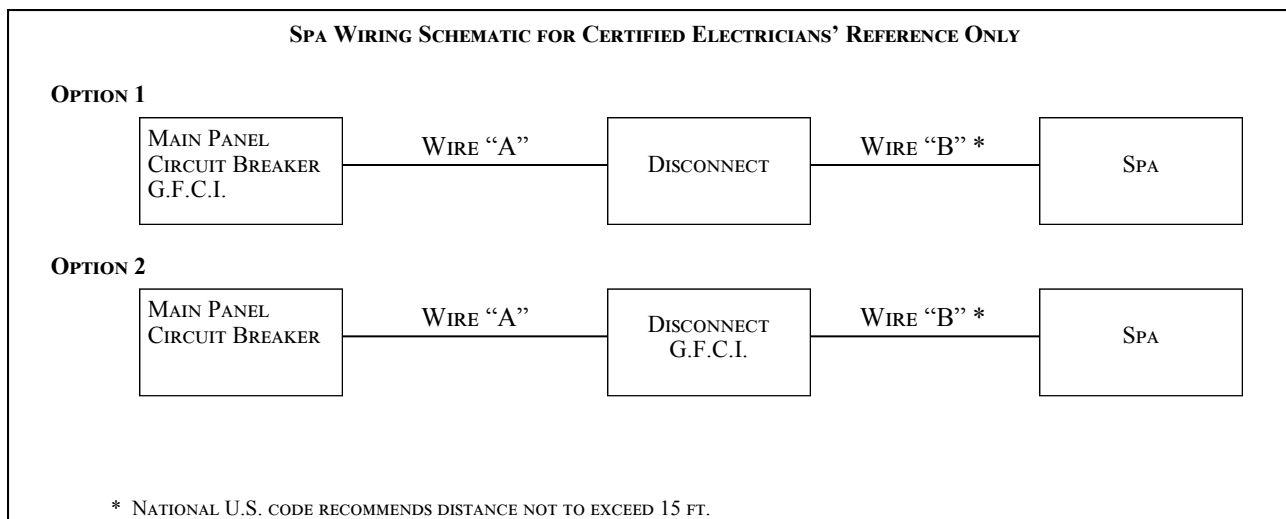 SPA WIRING SCHEMATIC FOR CERTIFIED ELECTRICIANS’ REFERENCE ONLY
OPTION 1
MAIN PANEL
CIRCUIT BREAKER
G.F.C.I.
WIRE “A”
DISCONNECT
WIRE “B” *
SPA
OPTION 2
MAIN PANEL
CIRCUIT BREAKER
WIRE “A”
DISCONNECT
G.F.C.I.
WIRE “B” *
SPA
* NATIONAL U.S. CODE RECOMMENDS DISTANCE NOT TO EXCEED 15 FT.